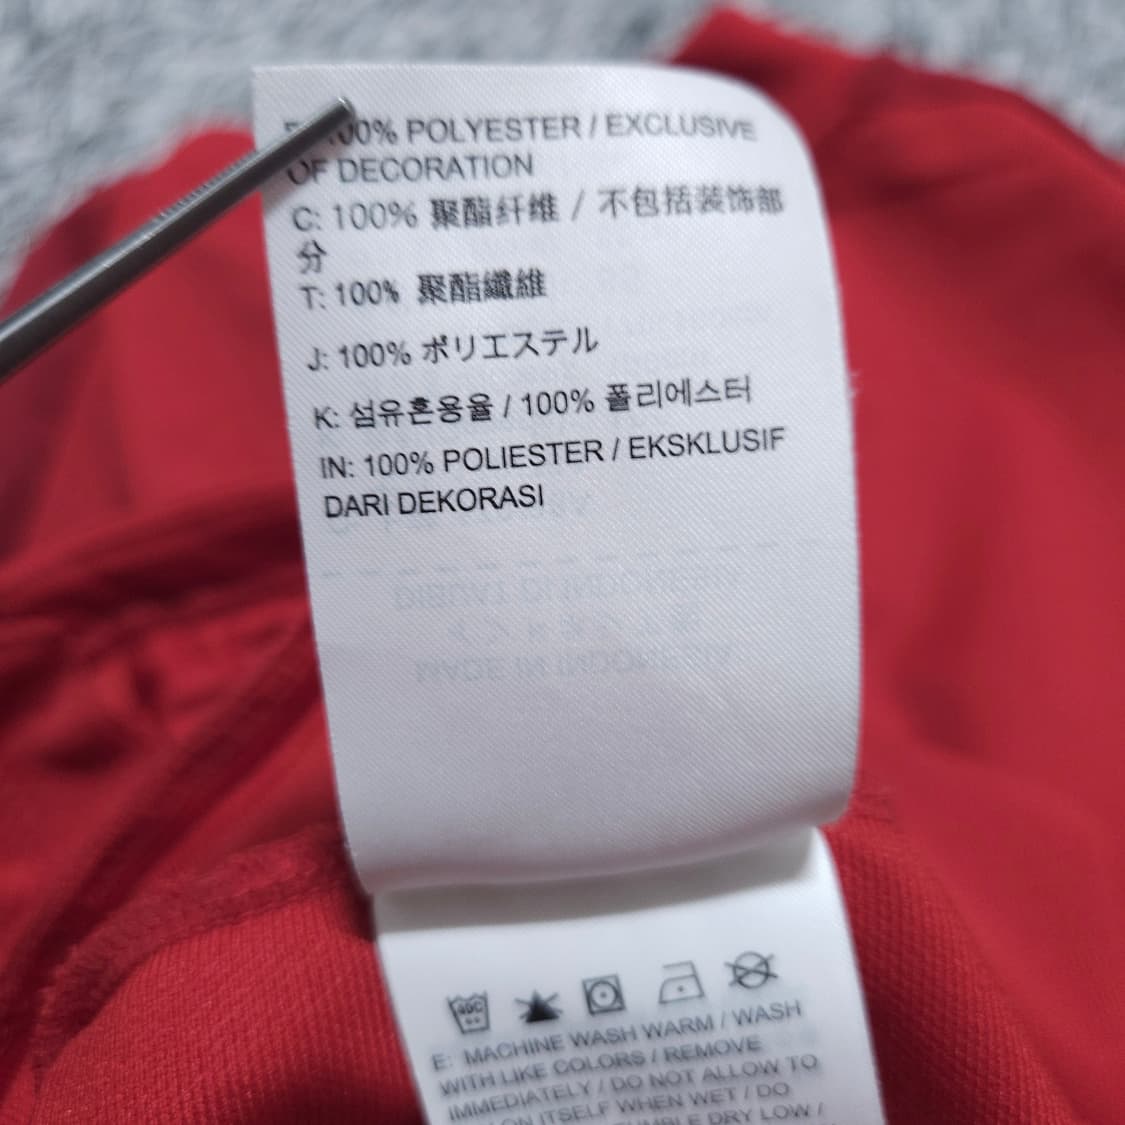 100% POLYESTER / EXCLUSIVE
OF DECORATION
C: 100% 聚酯纤维 / 不包括装饰部
分
T: 100% 聚酯纖維
J: 100% ポリエステル
K: 섬유혼용율 / 100% 폴리에스터
IN: 100% POLIESTER / EKSKLUSIF
DARI DEKORASI
40C
E: MACHINE WASH WARM / WASH
WITH LIKE COLORS / REMOVE
IMMEDIATELY / DO NOT ALLOW TO
ON ITSELF WHEN WET / DO
DRY LOW /